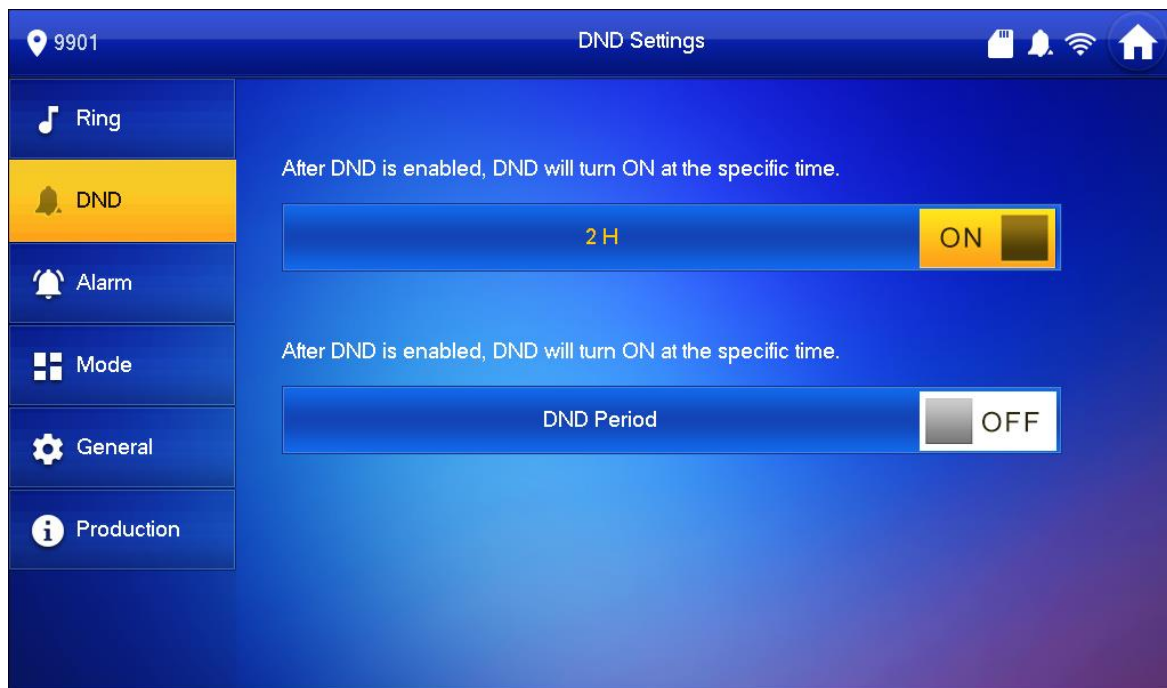 9901
DND Settings
Ring
DND
Alarm
Mode
General
Production
After DND is enabled, DND will turn ON at the specific time.
2 H
ON
After DND is enabled, DND will turn ON at the specific time.
DND Period
OFF